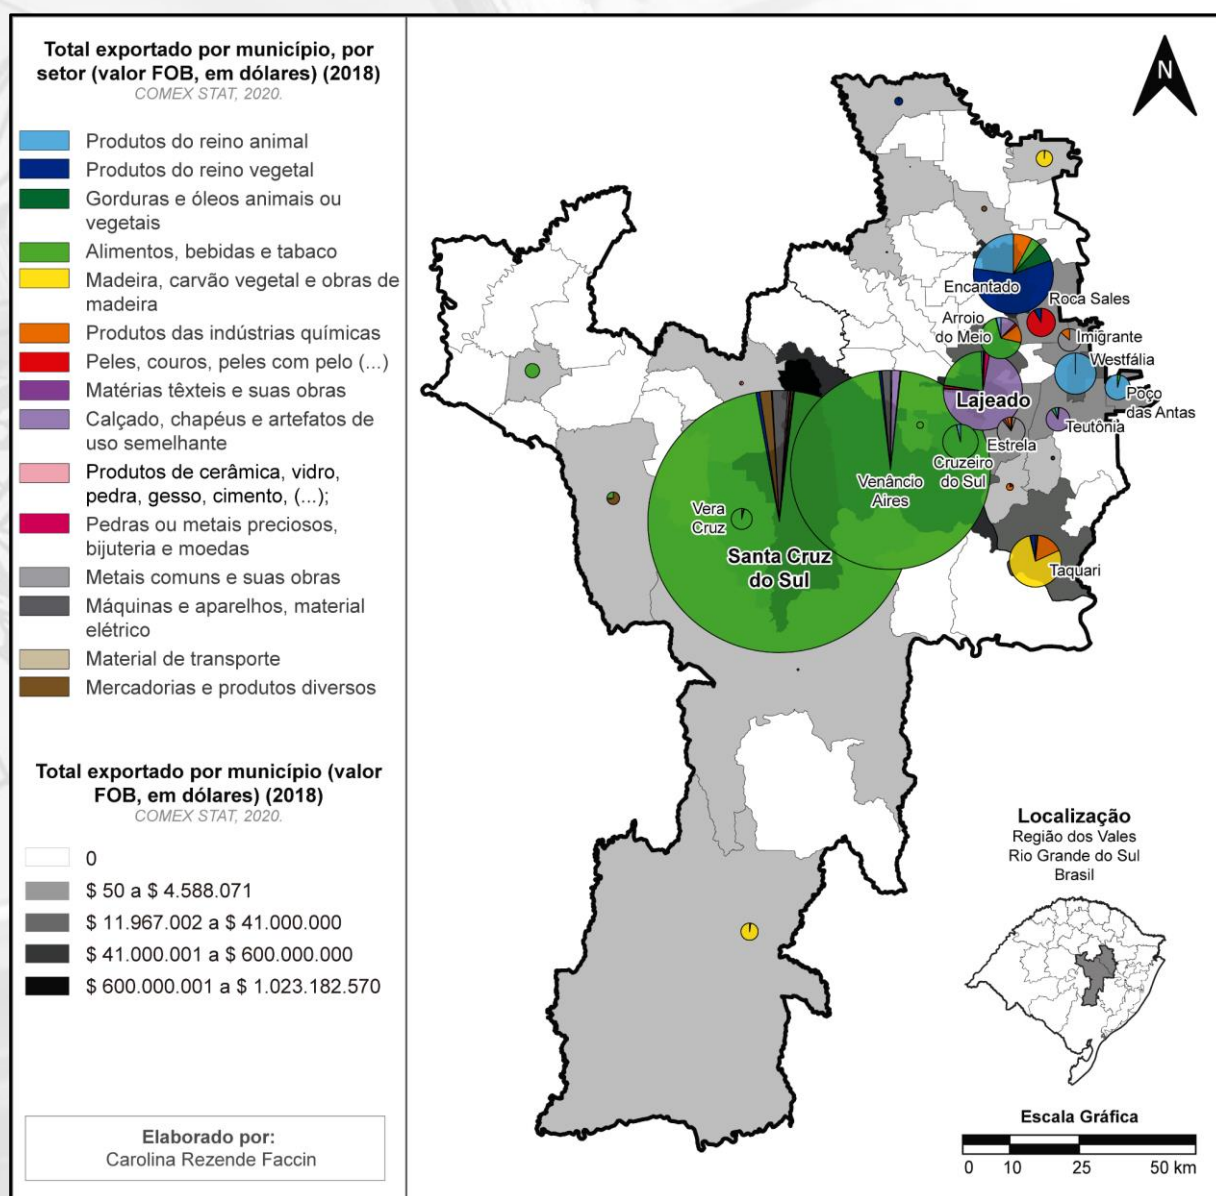 Total exportado por município, por
setor (valor FOB, em dólares) (2018)
COMEX STAT, 2020.
Produtos do reino animal
Produtos do reino vegetal
Gorduras e óleos animais ou
vegetais
Alimentos, bebidas e tabaco
Madeira, carvão vegetal e obras de
madeira
Produtos das indústrias químicas
Peles, couros, peles com pelo (...)
Matérias têxteis e suas obras
Calçado, chapéus e artefatos de
uso semelhante
Produtos de cerâmica, vidro,
pedra, gesso, cimento, (...);
Pedras ou metais preciosos,
bijuteria e moedas
Metais comuns e suas obras
Máquinas e aparelhos, material
elétrico
Material de transporte
Mercadorias e produtos diversos
Total exportado por município (valor
FOB, em dólares) (2018)
COMEX STAT, 2020.
0
$ 50 a $ 4.588.071
$ 11.967.002 a $ 41.000.000
$ 41.000.001 a $ 600.000.000
$ 600.000.001 a $ 1.023.182.570
Elaborado por:
Carolina Rezende Faccin
N
Encantado
Roca Sales
Arroio
do Meio
Imigrante
Westfália
Poço
das Antas
Lajeado
Teutônia
Estrela
Cruzeiro
do Sul
Venâncio
Aires
Vera
Cruz
Santa Cruz
do Sul
Taquari
Localização
Região dos Vales
Rio Grande do Sul
Brasil
Escala Gráfica
0 10 25 50 km